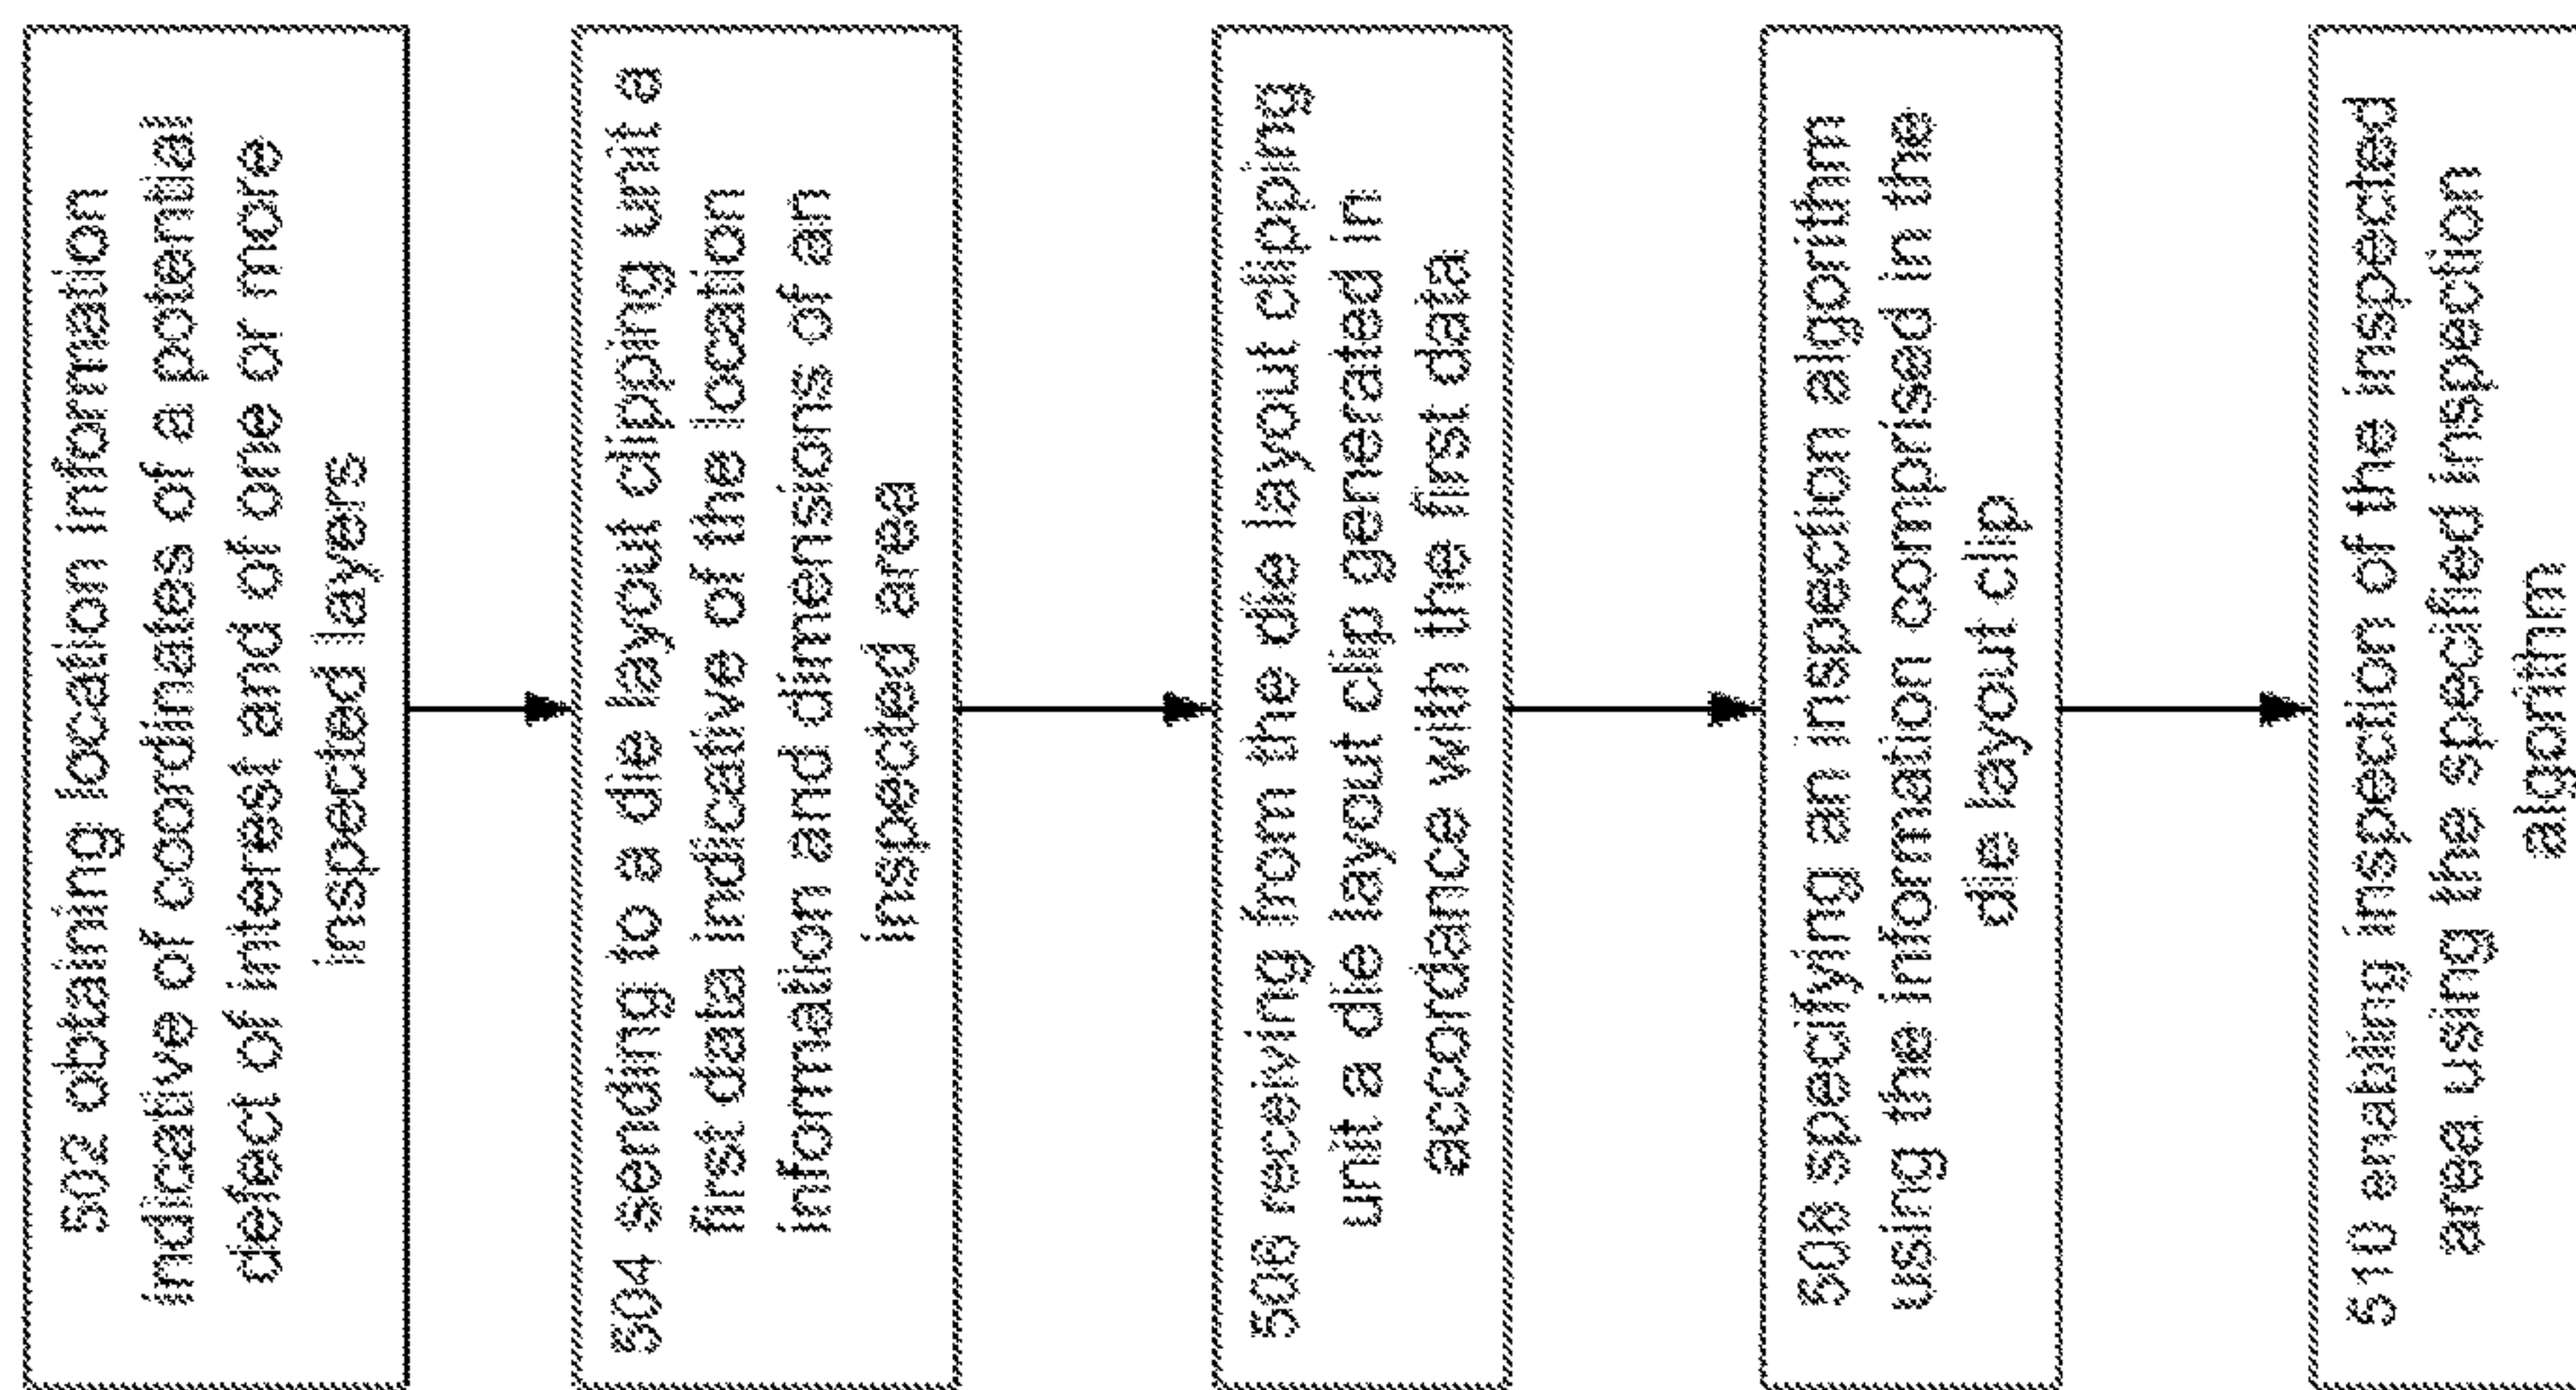 502 obtaining location information
indicative of coordinates of a potential
defect of interest and of one or more
inspected layers
504 sending to a die layout clipping unit a
first data indicative of the location
information and dimensions of an
inspected area
506 receiving from the die layout clipping
unit a die layout clip generated in
accordance with the first data
508 specifying an inspection algorithm
using the information comprised in the
die layout clip
510 enabling inspection of the inspected
area using the specified inspection
algorithm